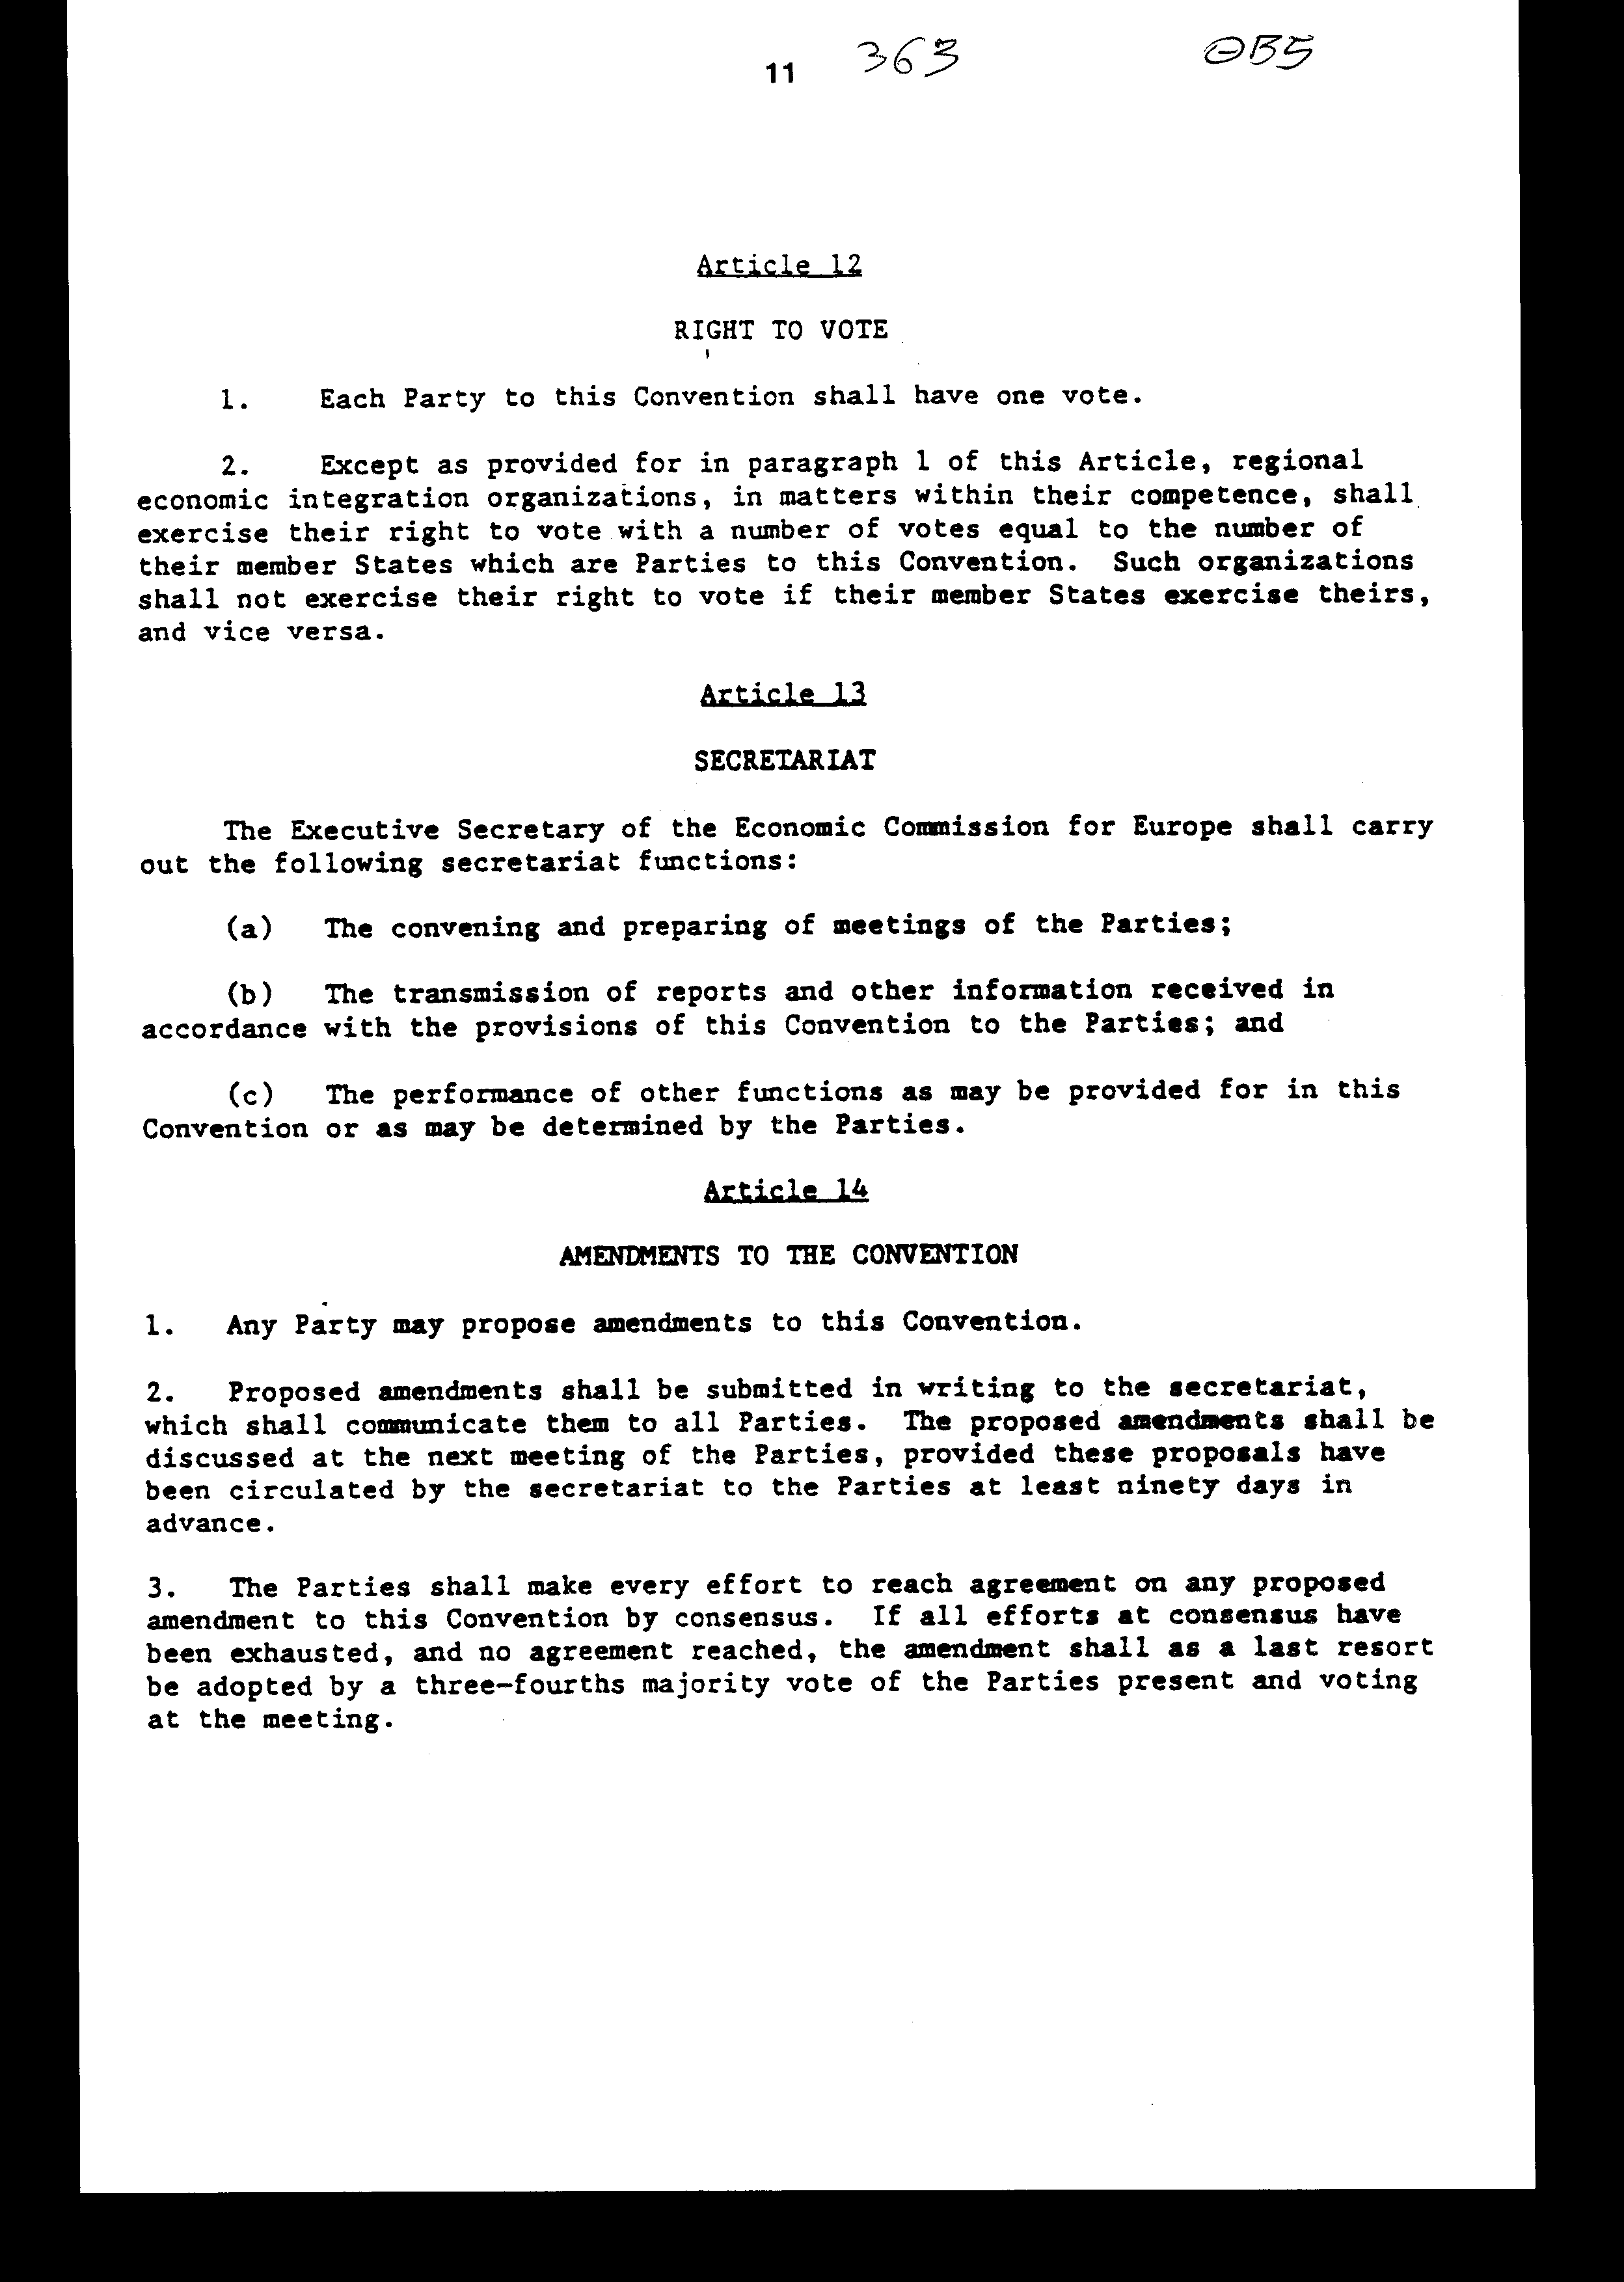 11 363 OB5
Article 12
RIGHT TO VOTE
1. Each Party to this Convention shall have one vote.
2. Except as provided for in paragraph 1 of this Article, regional
economic integration organizations, in matters within their competence, shall
exercise their right to vote with a number of votes equal to the number of
their member States which are Parties to this Convention. Such organizations
shall not exercise their right to vote if their member States exercise theirs,
and vice versa.
Article 13
SECRETARIAT
The Executive Secretary of the Economic Commission for Europe shall carry
out the following secretariat functions:
(a) The convening and preparing of meetings of the Parties;
(b) The transmission of reports and other information received in
accordance with the provisions of this Convention to the Parties; and
(c) The performance of other functions as may be provided for in this
Convention or as may be determined by the Parties.
Article 14
AMENDMENTS TO THE CONVENTION
1. Any Party may propose amendments to this Convention.
2. Proposed amendments shall be submitted in writing to the secretariat,
which shall communicate them to all Parties. The proposed amendments shall be
discussed at the next meeting of the Parties, provided these proposals have
been circulated by the secretariat to the Parties at least ninety days in
advance.
3. The Parties shall make every effort to reach agreement on any proposed
amendment to this Convention by consensus. If all efforts at consensus have
been exhausted, and no agreement reached, the amendment shall as a last resort
be adopted by a three-fourths majority vote of the Parties present and voting
at the meeting.